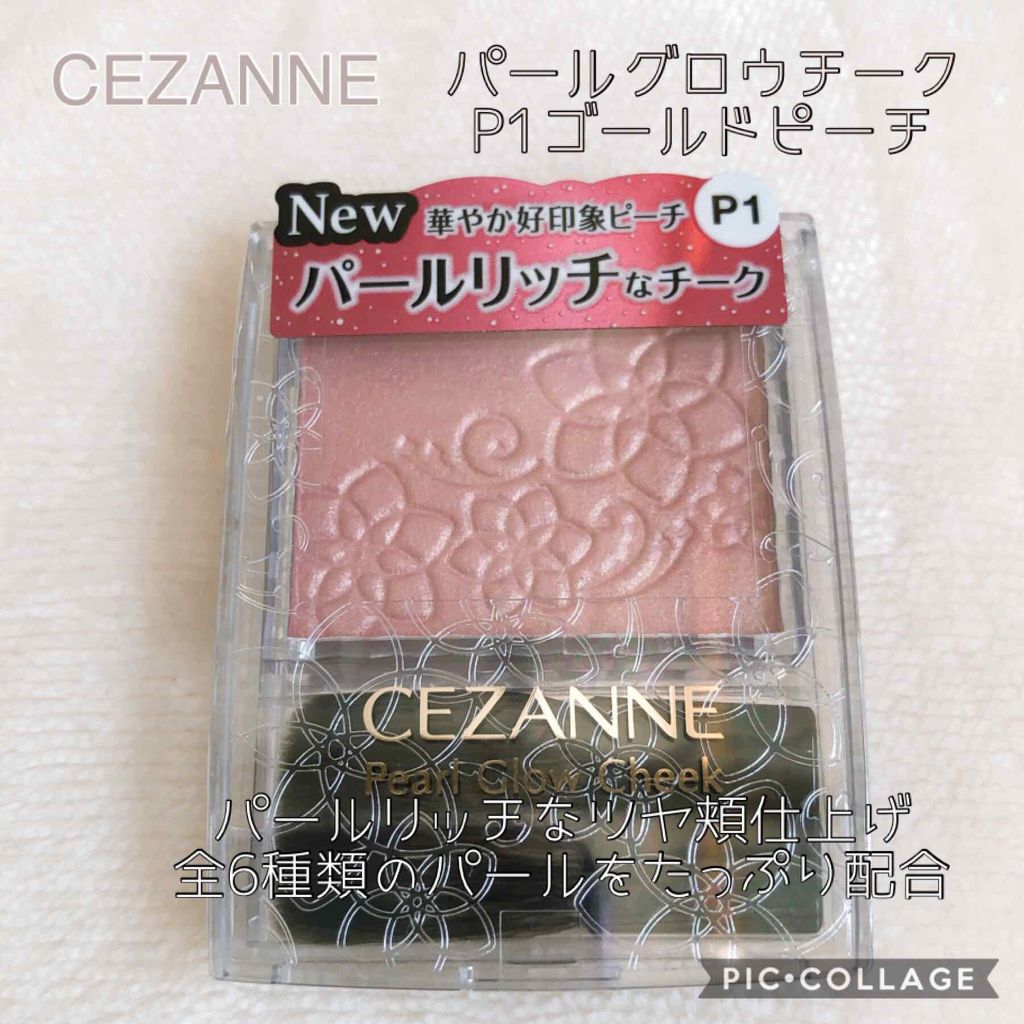 CEZANNE
パールグロウチーク
P1ゴールドピーチ
New 華やか好印象ピーチ P1
パールリッチなチーク
CEZANNE
Pearl Glow Cheek
パールリッチなツヤ頬仕上げ
全6種類のパールをたっぷり配合
PIC•COLLAGE